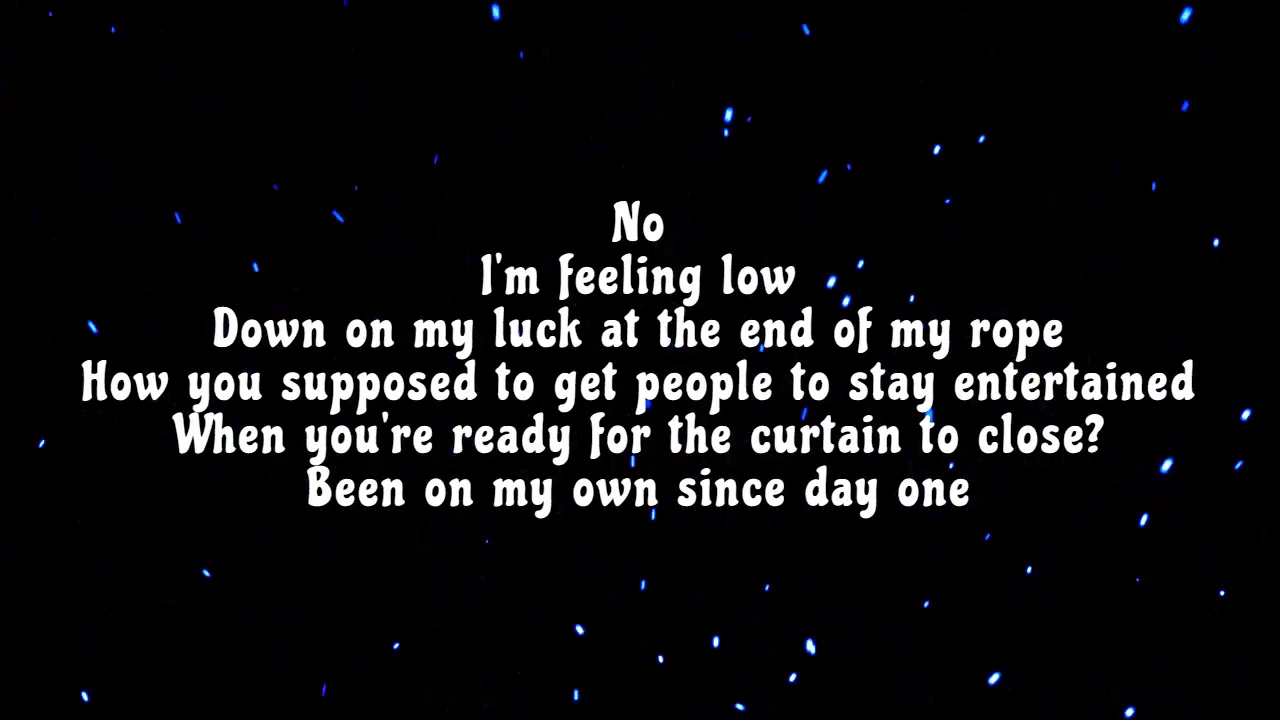 No
I'm feeling low
Down on my luck at the end of my rope
How you supposed to get people to stay entertained
When you're ready for the curtain to close?
Been on my own since day one